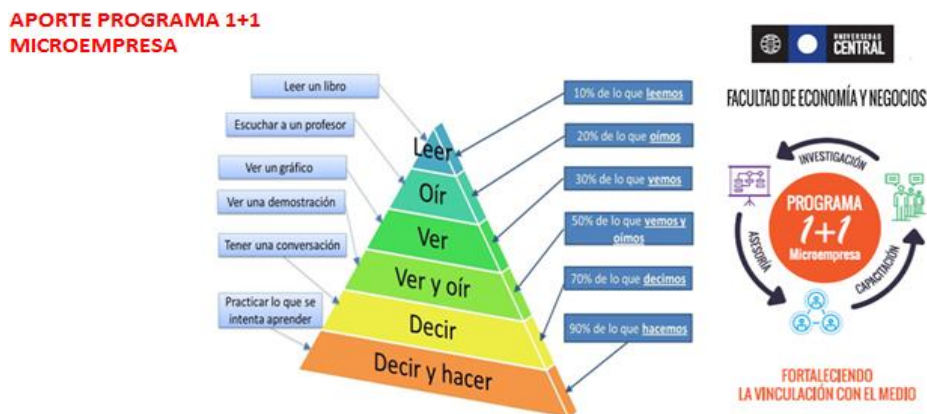 APORTE PROGRAMA 1+1
MICROEMPRESA
Leer un libro
Escuchar a un profesor
Ver un gráfico
Ver una demostración
Tener una conversación
Practicar lo que se
intenta aprender
Leer
Oír
Ver
Ver y oír
Decir
Decir y hacer
10% de lo que leemos
20% de lo que oímos
30% de lo que vemos
50% de lo que vemos y
oímos
70% de lo que decimos
90% de lo que hacemos
UNIVERSIDAD
CENTRAL
FACULTAD DE ECONOMÍA Y NEGOCIOS
INVESTIGACIÓN
ASESORÍA
CAPACITACIÓN
PROGRAMA
1+1
Microempresa
FORTALECIENDO
LA VINCULACIÓN CON EL MEDIO